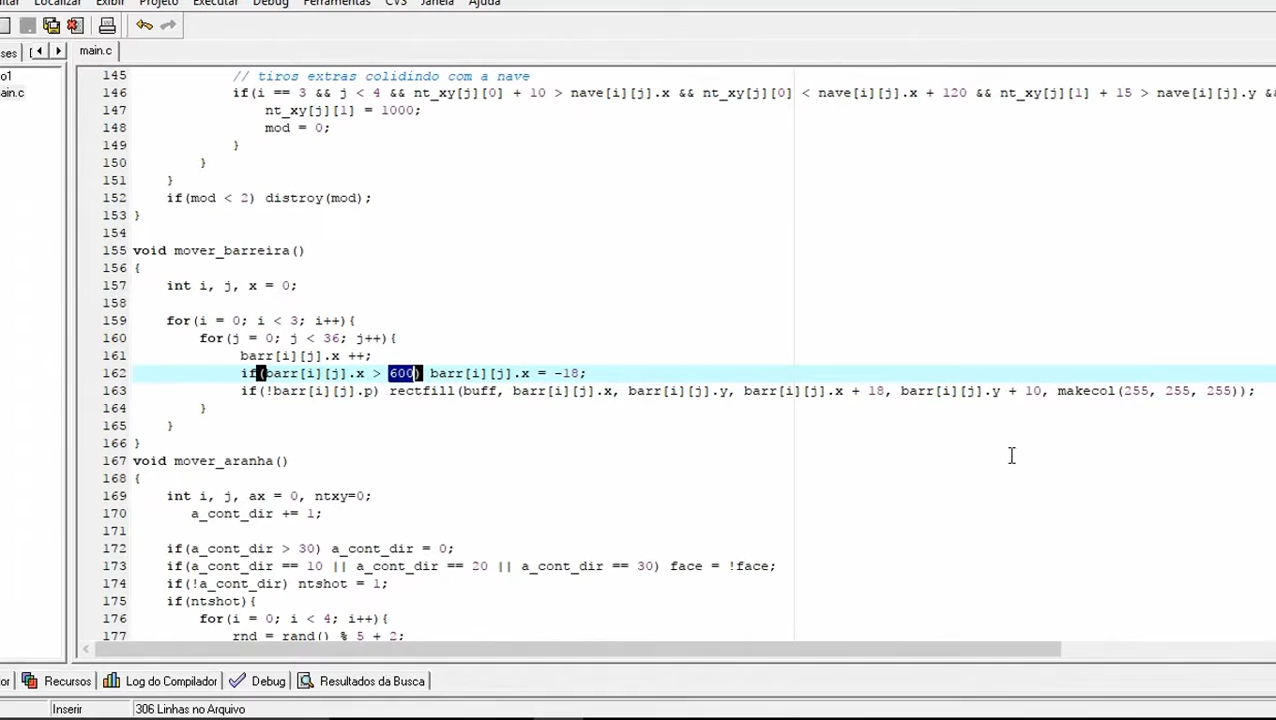 Localizar Exibir Projeto Executar Debug Ferramentas CVS Janela Ajuda
main.c
145 // tiros extras colidindo com a nave
146 if(i == 3 && j < 4 && nt_xy[j][0] + 10 > nave[i][j].x && nt_xy[j][0] < nave[i][j].x + 120 && nt_xy[j][1] + 15 > nave[i][j].y &&
147 nt_xy[j][1] = 1000;
148 mod = 0;
149 }
150 }
151 }
152 if(mod < 2) distroy(mod);
153 }
154
155 void mover_barreira()
156 {
157 int i, j, x = 0;
158
159 for(i = 0; i < 3; i++){
160 for(j = 0; j < 36; j++){
161 barr[i][j].x ++;
162 if(barr[i][j].x > 600) barr[i][j].x = -18;
163 if(!barr[i][j].p) rectfill(buff, barr[i][j].x, barr[i][j].y, barr[i][j].x + 18, barr[i][j].y + 10, makecol(255, 255, 255));
164 }
165 }
166 }
167 void mover_aranha()
168 {
169 int i, j, ax = 0, ntxy=0;
170 a_cont_dir += 1;
171
172 if(a_cont_dir > 30) a_cont_dir = 0;
173 if(a_cont_dir == 10 || a_cont_dir == 20 || a_cont_dir == 30) face = !face;
174 if(!a_cont_dir) ntshot = 1;
175 if(ntshot){
176 for(i = 0; i < 4; i++){
177 rnd = rand() % 5 + 2;
Recursos Log do Compilador Debug Resultados da Busca
Inserir 306 Linhas no Arquivo